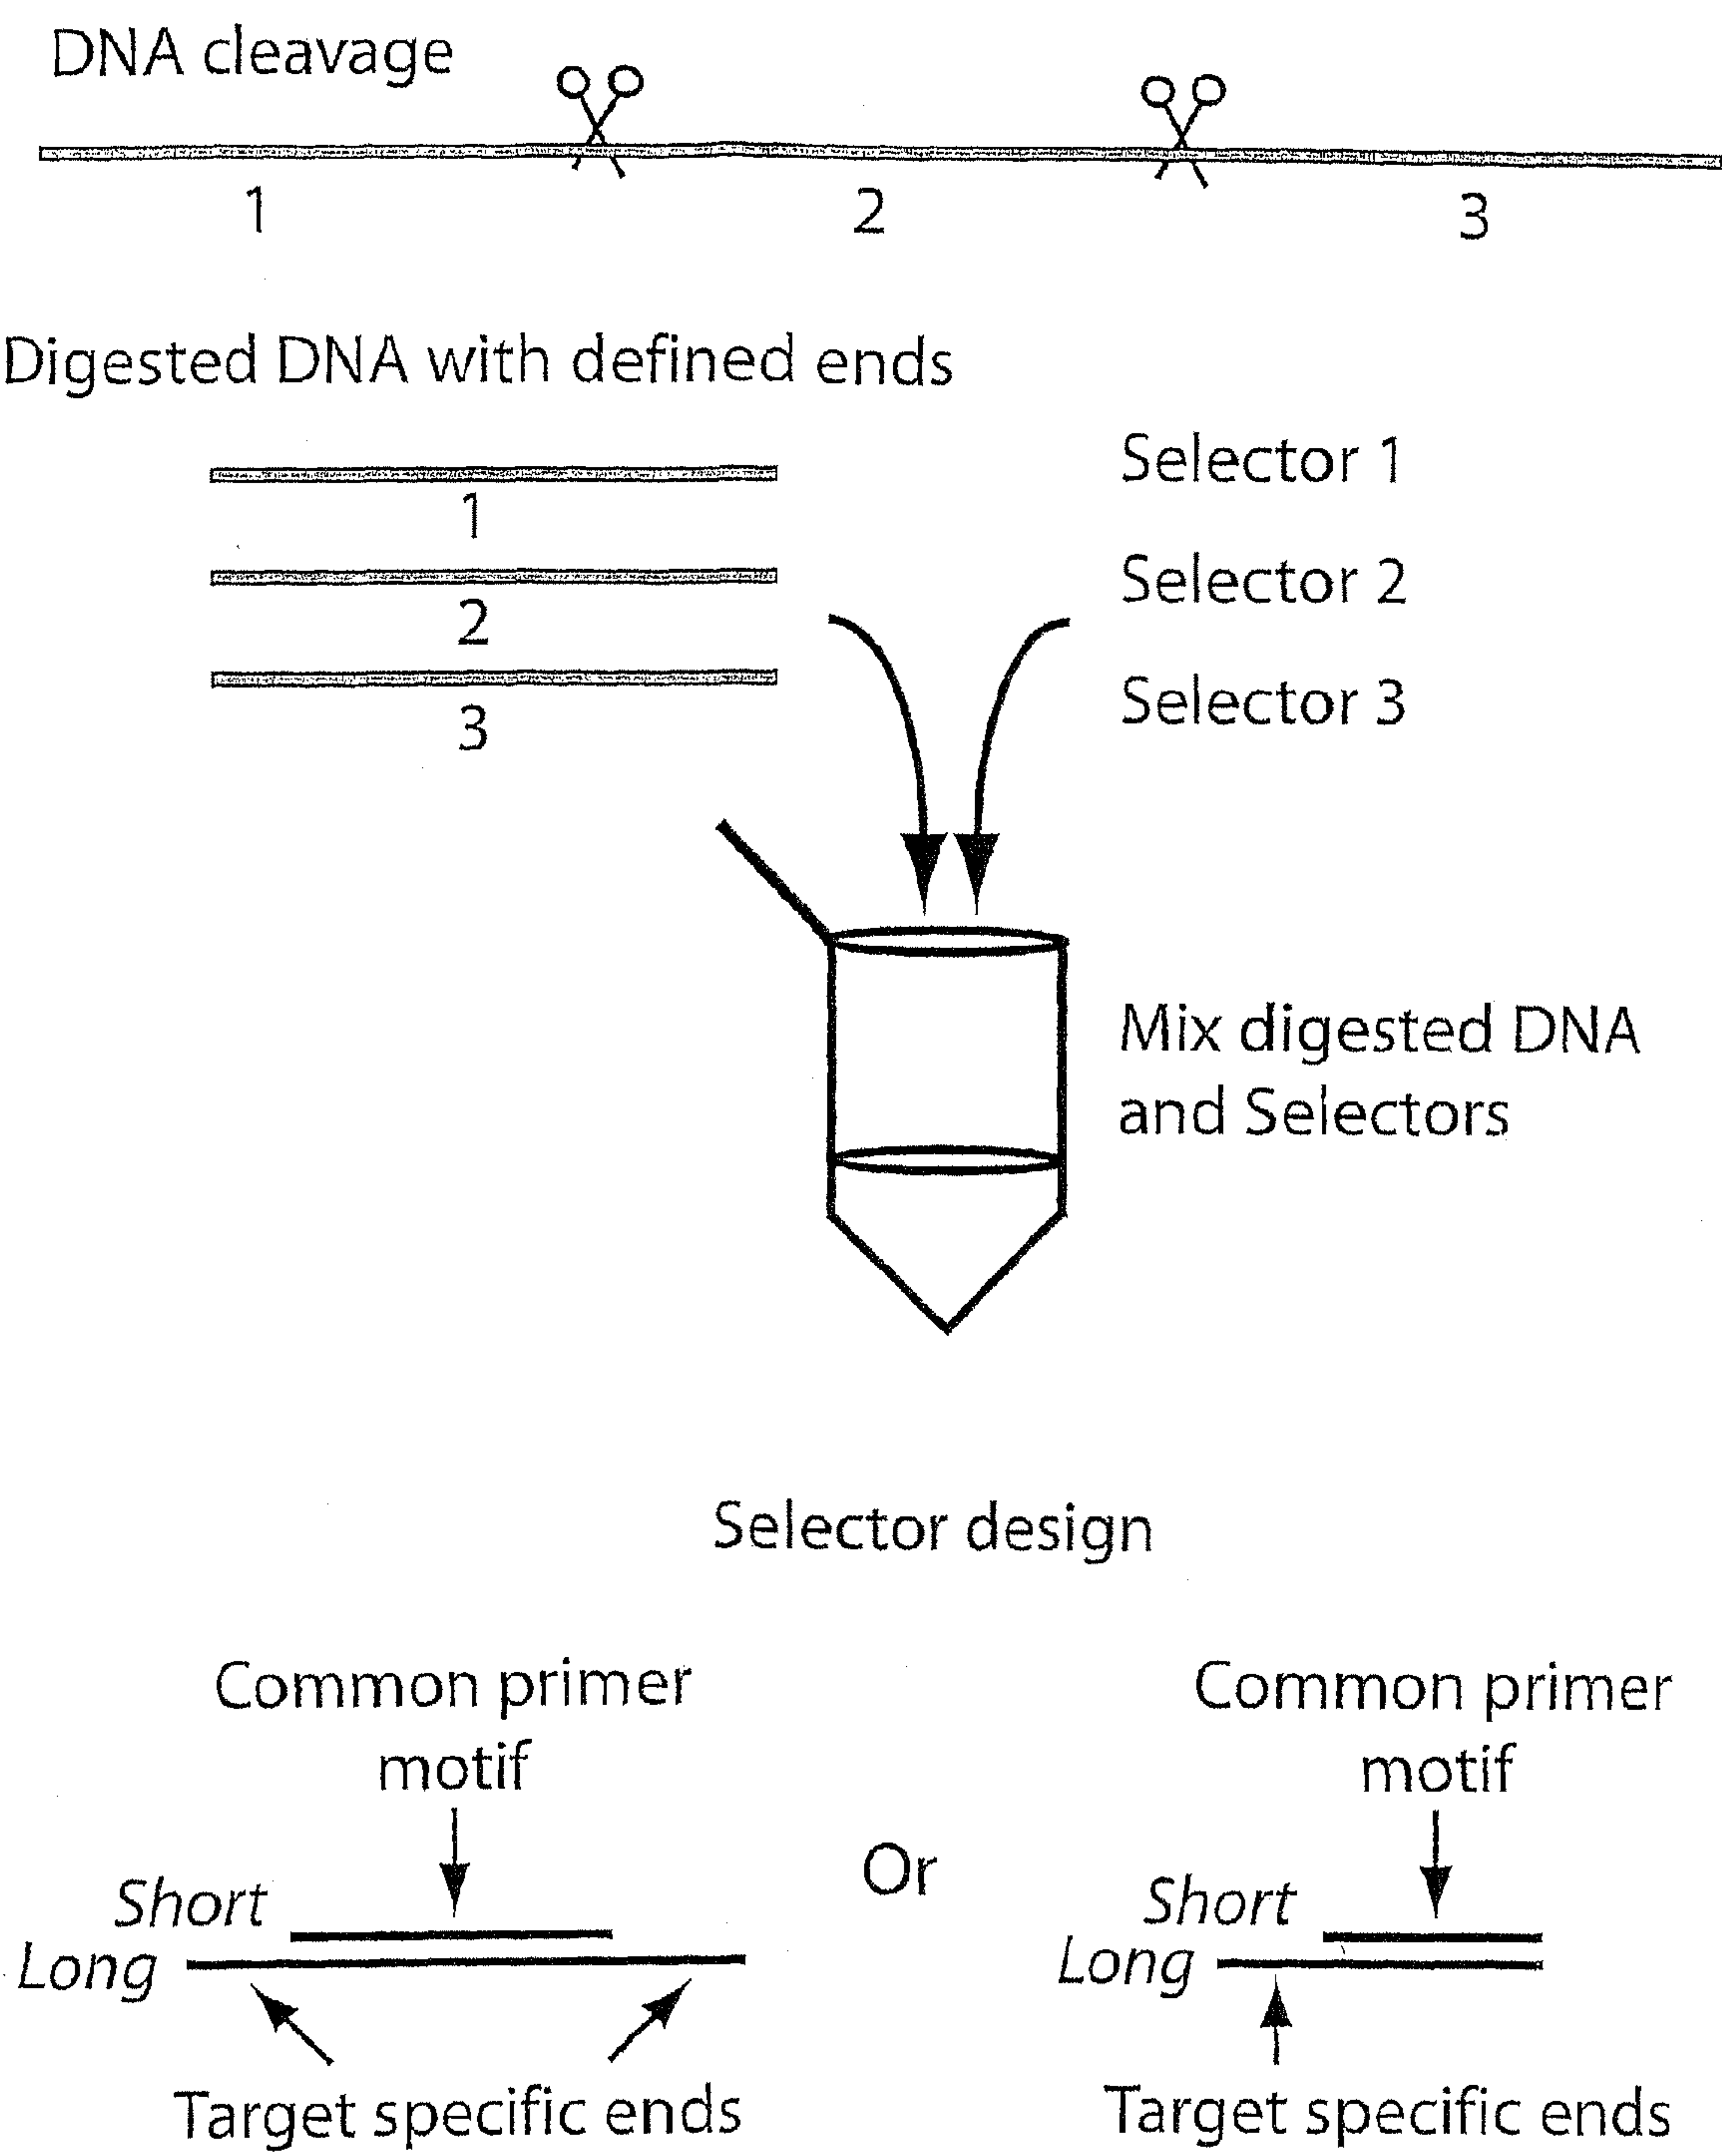 DNA cleavage
1
2
3
Digested DNA with defined ends
1
2
3
Selector 1
Selector 2
Selector 3
Mix digested DNA
and Selectors
Selector design
Common primer
motif
Short
Long
Target specific ends
Or
Common primer
motif
Short
Long
Target specific ends